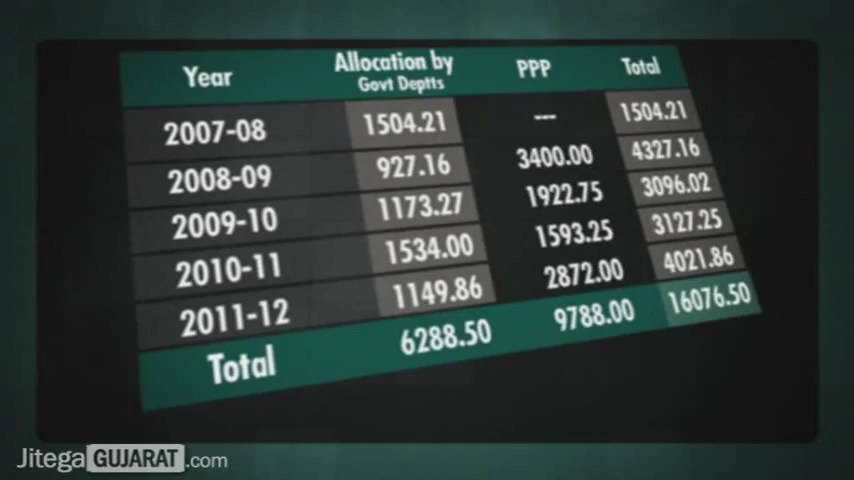 Year Allocation by Govt Deptts PPP Total
2007-08 1504.21 --- 1504.21
2008-09 927.16 3400.00 4327.16
2009-10 1173.27 1922.75 3096.02
2010-11 1534.00 1593.25 3127.25
2011-12 1149.86 2872.00 4021.86
Total 6288.50 9788.00 16076.50
JitegaGUJARAT.com